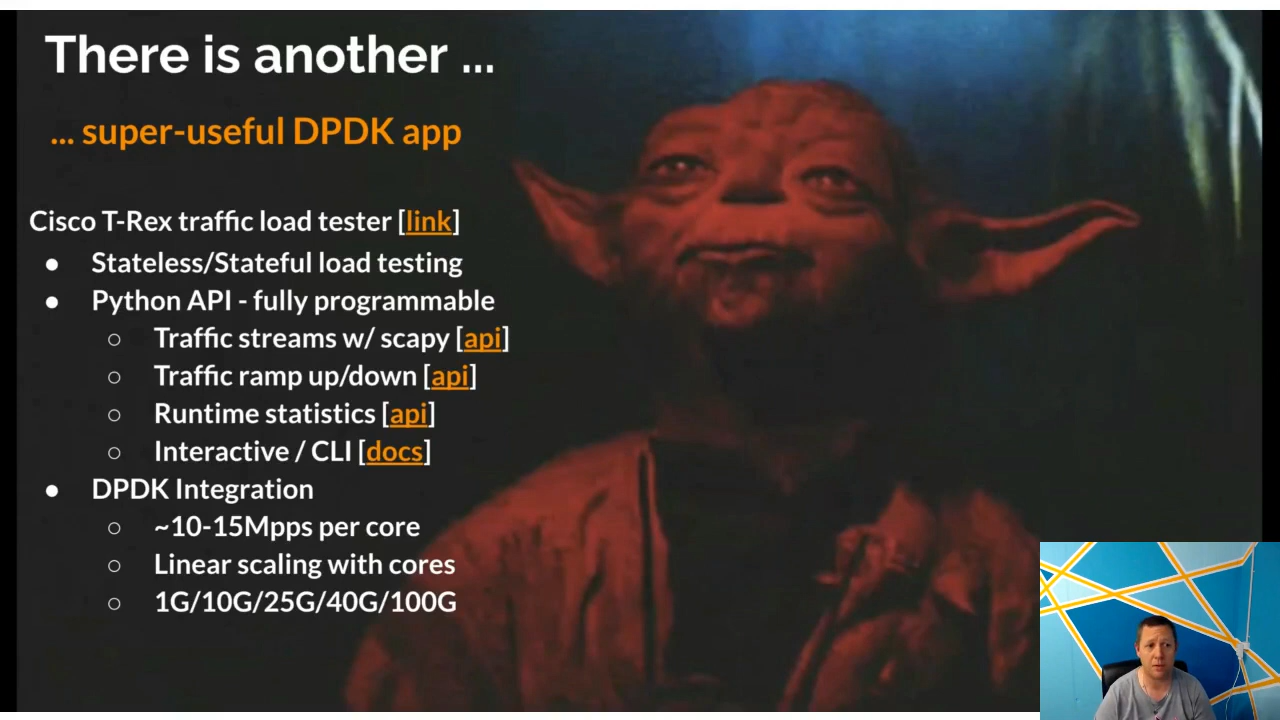 There is another ...
... super-useful DPDK app
Cisco T-Rex traffic load tester [link]
● Stateless/Stateful load testing
● Python API - fully programmable
○ Traffic streams w/ scapy [api]
○ Traffic ramp up/down [api]
○ Runtime statistics [api]
○ Interactive / CLI [docs]
● DPDK Integration
○ ~10-15Mpps per core
○ Linear scaling with cores
○ 1G/10G/25G/40G/100G